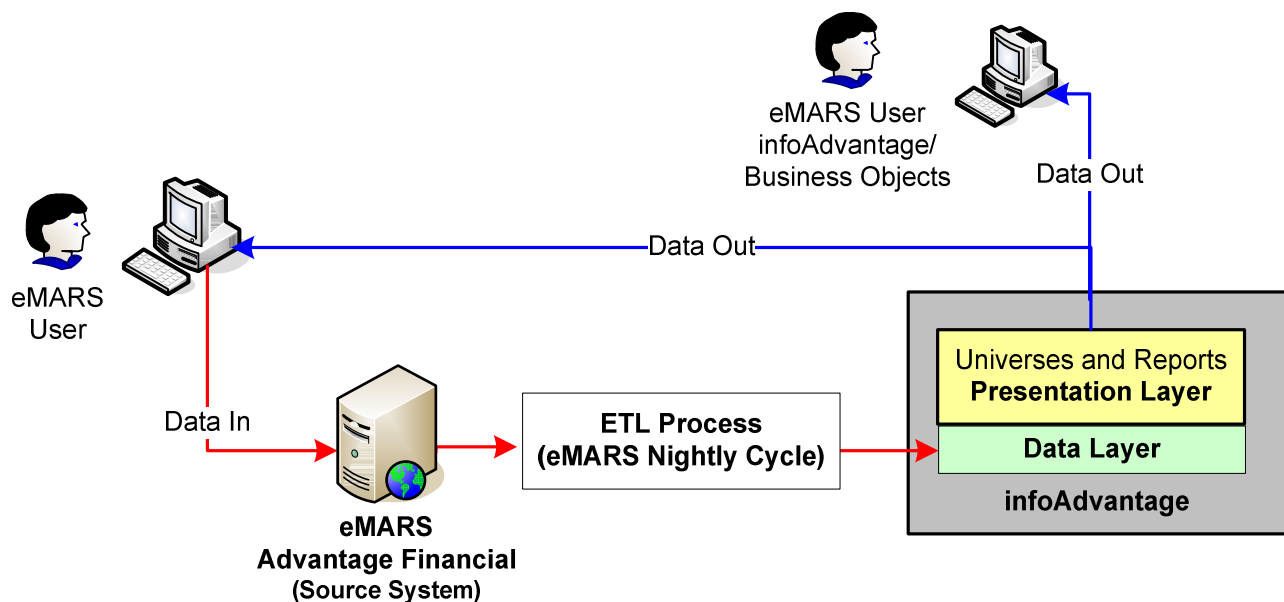 eMARS User
infoAdvantage/
Business Objects
Data Out
Data Out
eMARS
User
Data In
ETL Process
(eMARS Nightly Cycle)
Universes and Reports
Presentation Layer
Data Layer
infoAdvantage
eMARS
Advantage Financial
(Source System)